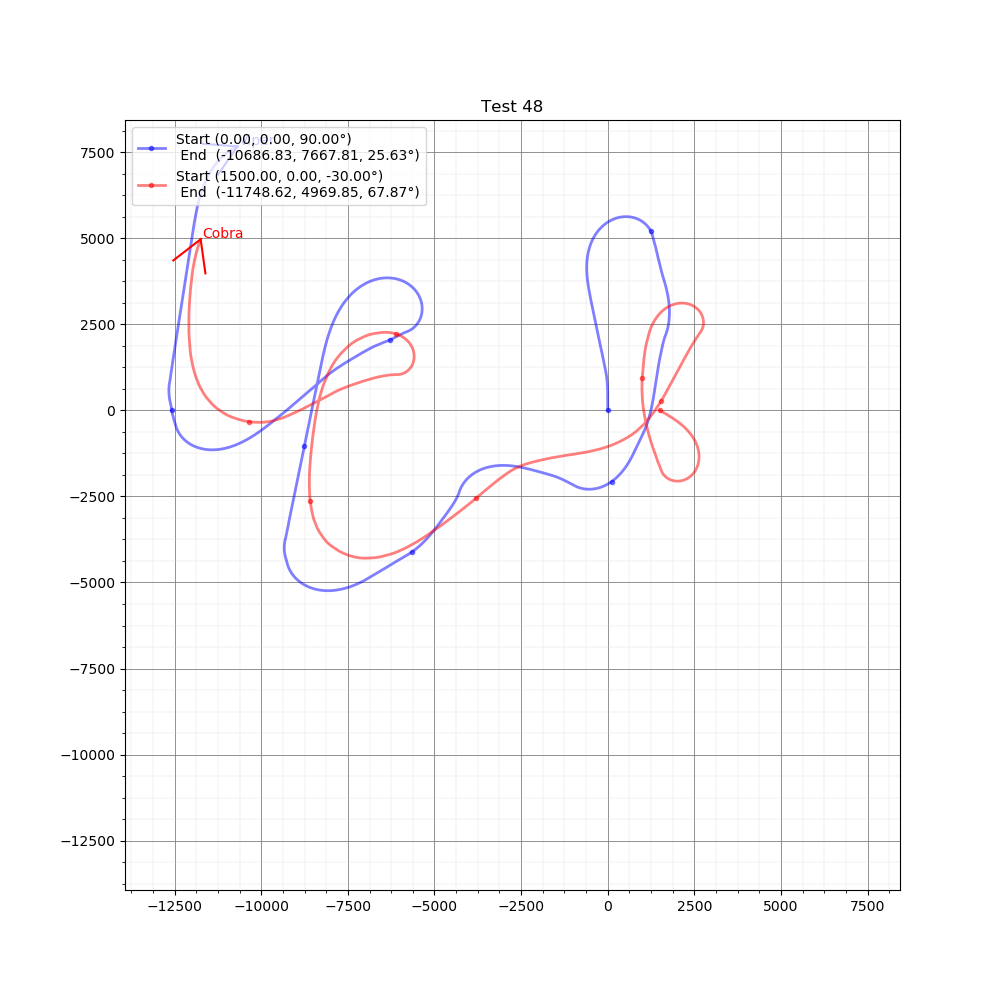 Test 48
Start (0.00, 0.00, 90.00°)
End (-10686.83, 7667.81, 25.63°)
Start (1500.00, 0.00, -30.00°)
End (-11748.62, 4969.85, 67.87°)
Cobra
7500
5000
2500
0
−2500
−5000
−7500
−10000
−12500
−12500 −10000 −7500 −5000 −2500 0 2500 5000 7500